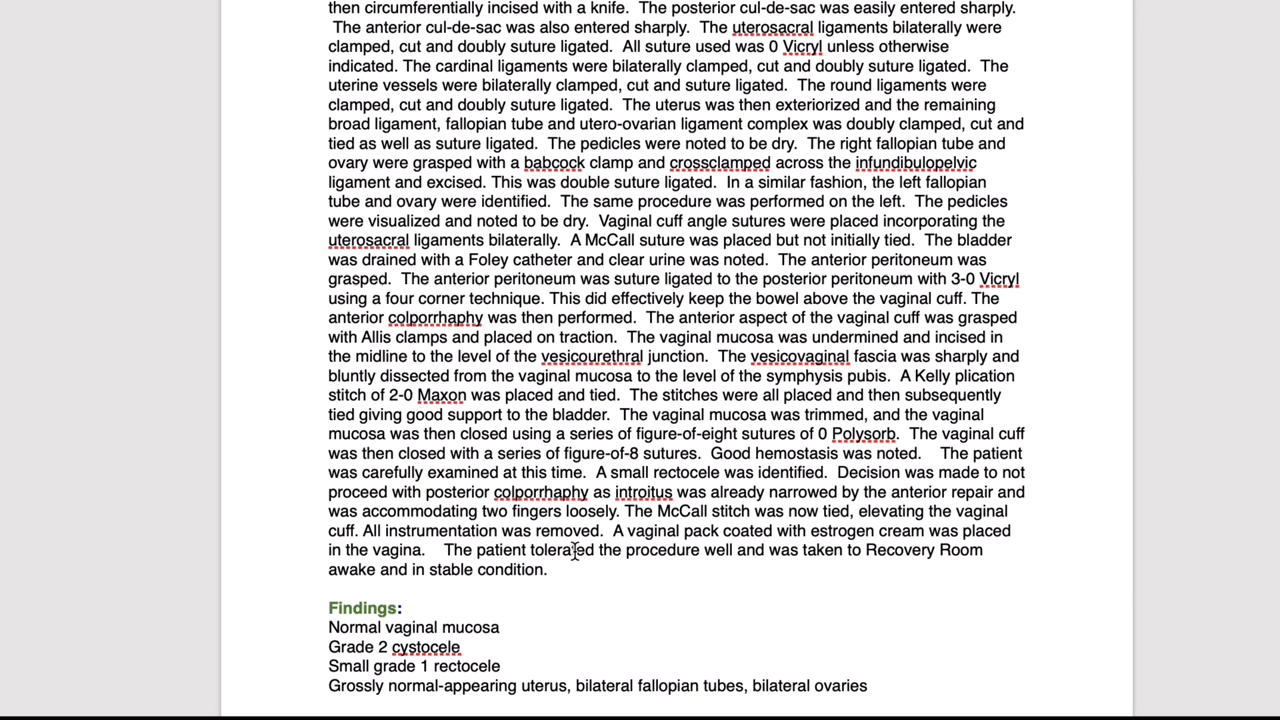 then circumferentially incised with a knife.  The posterior cul-de-sac was easily entered sharply.
The anterior cul-de-sac was also entered sharply.  The uterosacral ligaments bilaterally were
clamped, cut and doubly suture ligated.  All suture used was 0 Vicryl unless otherwise
indicated. The cardinal ligaments were bilaterally clamped, cut and doubly suture ligated.  The
uterine vessels were bilaterally clamped, cut and suture ligated.  The round ligaments were
clamped, cut and doubly suture ligated.  The uterus was then exteriorized and the remaining
broad ligament, fallopian tube and utero-ovarian ligament complex was doubly clamped, cut and
tied as well as suture ligated.  The pedicles were noted to be dry.  The right fallopian tube and
ovary were grasped with a babcock clamp and crossclamped across the infundibulopelvic
ligament and excised. This was double suture ligated.  In a similar fashion, the left fallopian
tube and ovary were identified.  The same procedure was performed on the left.  The pedicles
were visualized and noted to be dry.  Vaginal cuff angle sutures were placed incorporating the
uterosacral ligaments bilaterally.  A McCall suture was placed but not initially tied.  The bladder
was drained with a Foley catheter and clear urine was noted.  The anterior peritoneum was
grasped.  The anterior peritoneum was suture ligated to the posterior peritoneum with 3-0 Vicryl
using a four corner technique. This did effectively keep the bowel above the vaginal cuff. The
anterior colporrhaphy was then performed.  The anterior aspect of the vaginal cuff was grasped
with Allis clamps and placed on traction.  The vaginal mucosa was undermined and incised in
the midline to the level of the vesicourethral junction.  The vesicovaginal fascia was sharply and
bluntly dissected from the vaginal mucosa to the level of the symphysis pubis.  A Kelly plication
stitch of 2-0 Maxon was placed and tied.  The stitches were all placed and then subsequently
tied giving good support to the bladder.  The vaginal mucosa was trimmed, and the vaginal
mucosa was then closed using a series of figure-of-eight sutures of 0 Polysorb.  The vaginal cuff
was then closed with a series of figure-of-8 sutures.  Good hemostasis was noted.    The patient
was carefully examined at this time.  A small rectocele was identified.  Decision was made to not
proceed with posterior colporrhaphy as introitus was already narrowed by the anterior repair and
was accommodating two fingers loosely. The McCall stitch was now tied, elevating the vaginal
cuff. All instrumentation was removed.  A vaginal pack coated with estrogen cream was placed
in the vagina.    The patient tolerated the procedure well and was taken to Recovery Room
awake and in stable condition.
Findings:
Normal vaginal mucosa
Grade 2 cystocele
Small grade 1 rectocele
Grossly normal-appearing uterus, bilateral fallopian tubes, bilateral ovaries